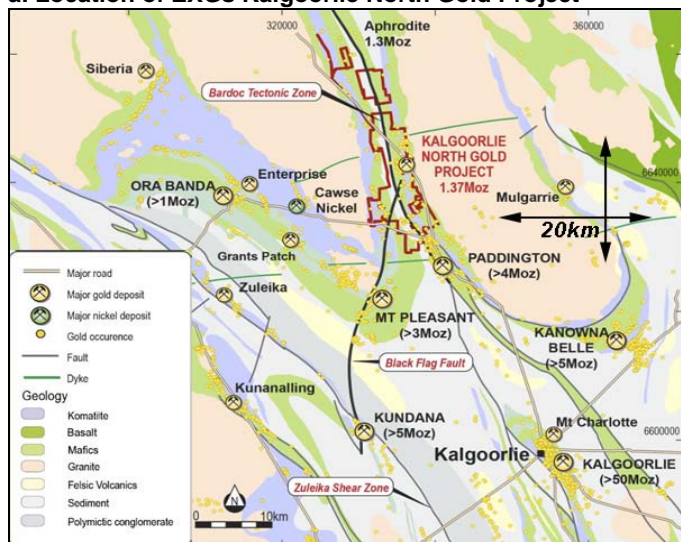 a. Location of EXGs Kalgoorlie North Gold Project
320000
Aphrodite
1.3Moz
360000
Siberia
Bardoc Tectonic Zone
KALGOORLIE
NORTH GOLD
PROJECT
1.37Moz
6640000
Enterprise
ORA BANDA
(>1Moz)
Cawse
Nickel
Mulgarrie
20km
Grants Patch
PADDINGTON
(>4Moz)
Major road
Major gold deposit
Major nickel deposit
Gold occurence
Fault
Dyke
Geology
Komatite
Basalt
Mafics
Granite
Felsic Volcanics
Sediment
Polymictic conglomerate
Zuleika
MT PLEASANT
(>3Moz)
KANOWNA
BELLE
(>5Moz)
Black Flag Fault
Kunanalling
KUNDANA
(>5Moz)
Mt Charlotte
6600000
Kalgoorlie
KALGOORLIE
(>50Moz)
Zuleika Shear Zone
N
0
10km